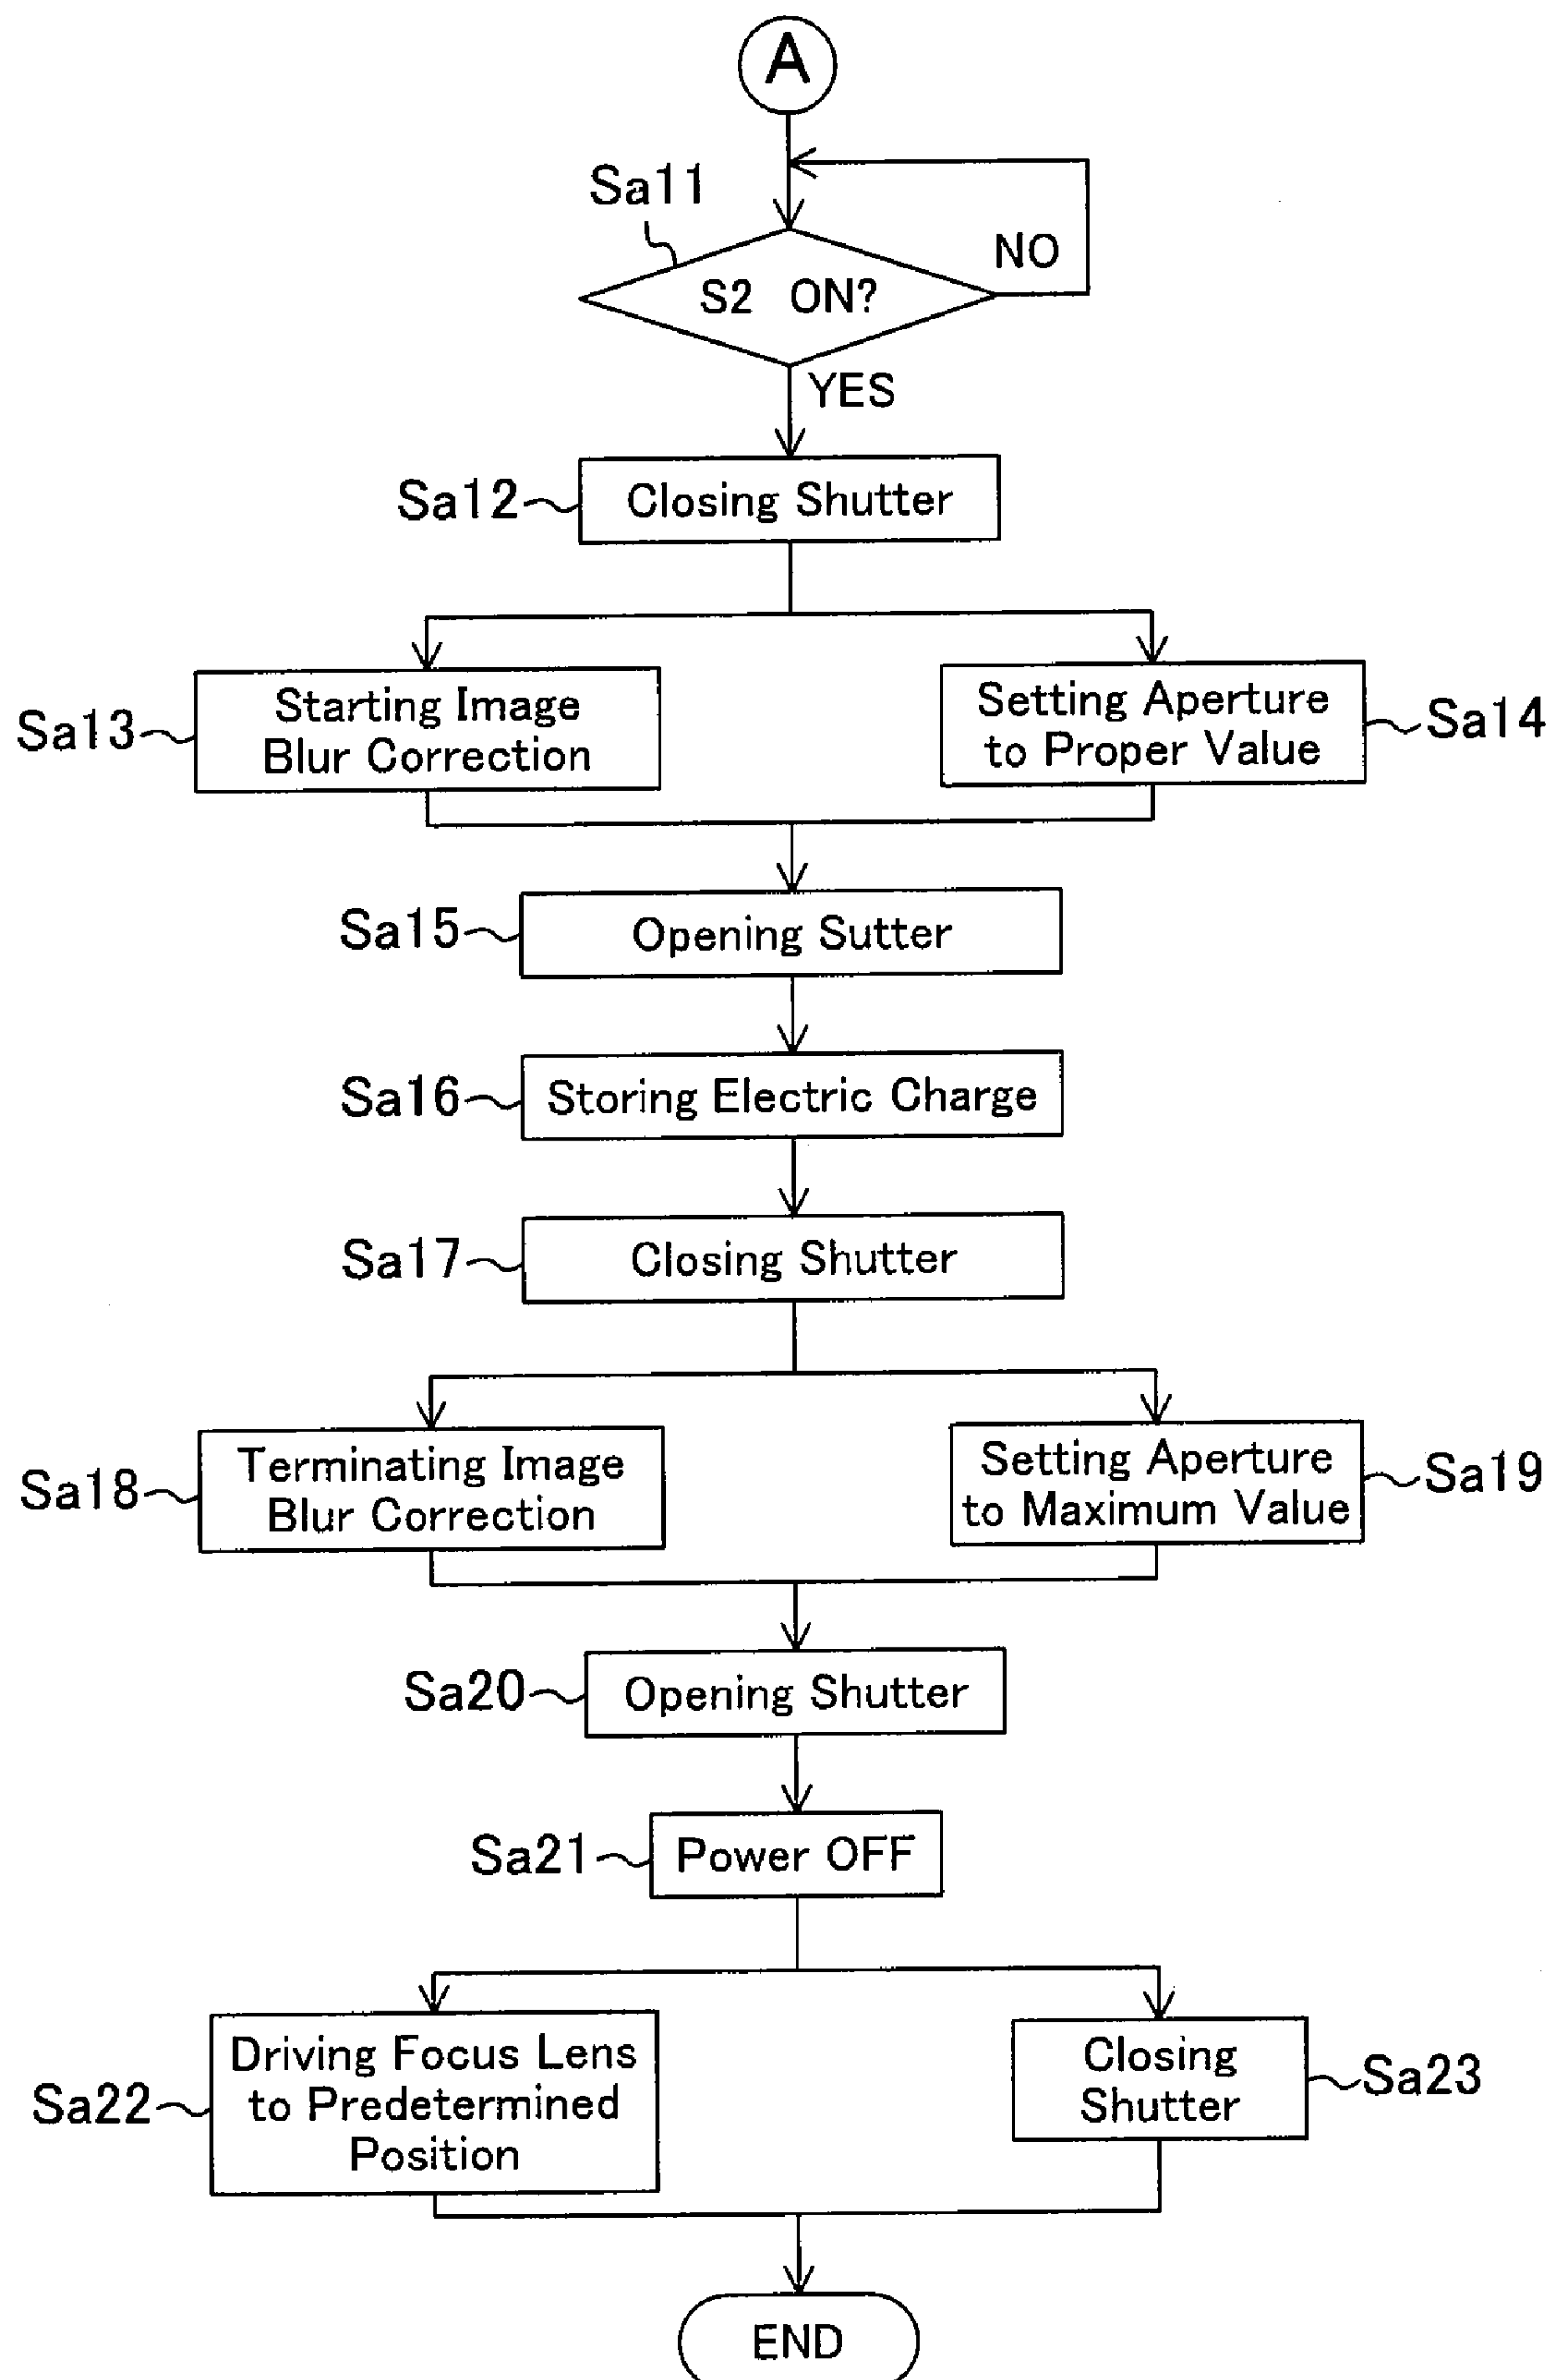 A
Sa11
NO
S2 ON?
YES
Sa12
Closing Shutter
Sa13
Starting Image
Blur Correction
Setting Aperture
to Proper Value
Sa14
Sa15
Opening Sutter
Sa16
Storing Electric Charge
Sa17
Closing Shutter
Sa18
Terminating Image
Blur Correction
Setting Aperture
to Maximum Value
Sa19
Sa20
Opening Shutter
Sa21
Power OFF
Sa22
Driving Focus Lens
to Predetermined
Position
Closing
Shutter
Sa23
END